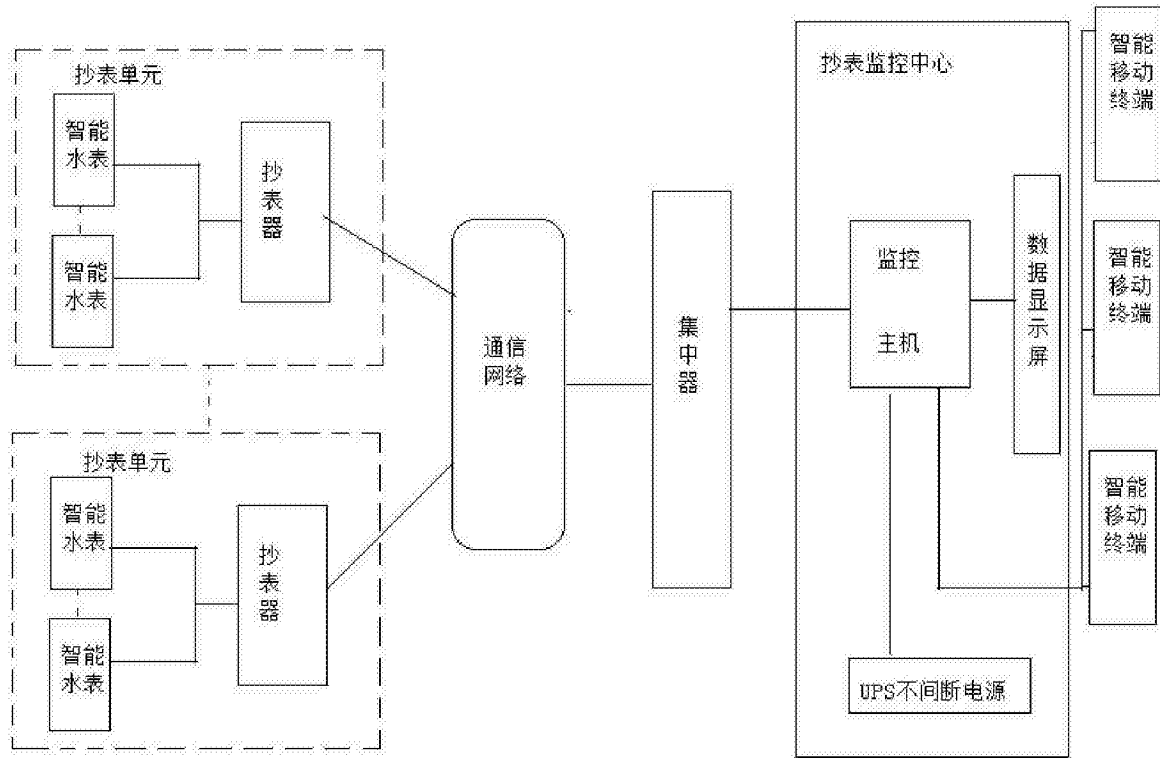 抄表单元
智能
水表
智能
水表
抄
表
器
抄表单元
智能
水表
智能
水表
抄
表
器
通信
网络
集
中
器
抄表监控中心
监控
主机
数
据
显
示
屏
UPS不间断电源
智能
移动
终端
智能
移动
终端
智能
移动
终端